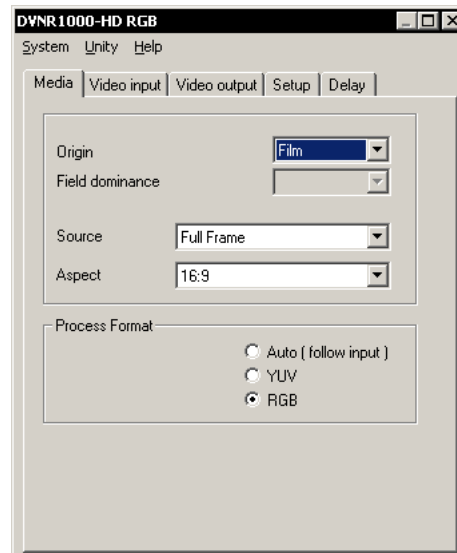 DVNR1000-HD RGB
System Unity Help
Media Video input Video output Setup Delay
Origin Film
Field dominance
Source Full Frame
Aspect 16:9
Process Format
Auto ( follow input )
YUV
RGB